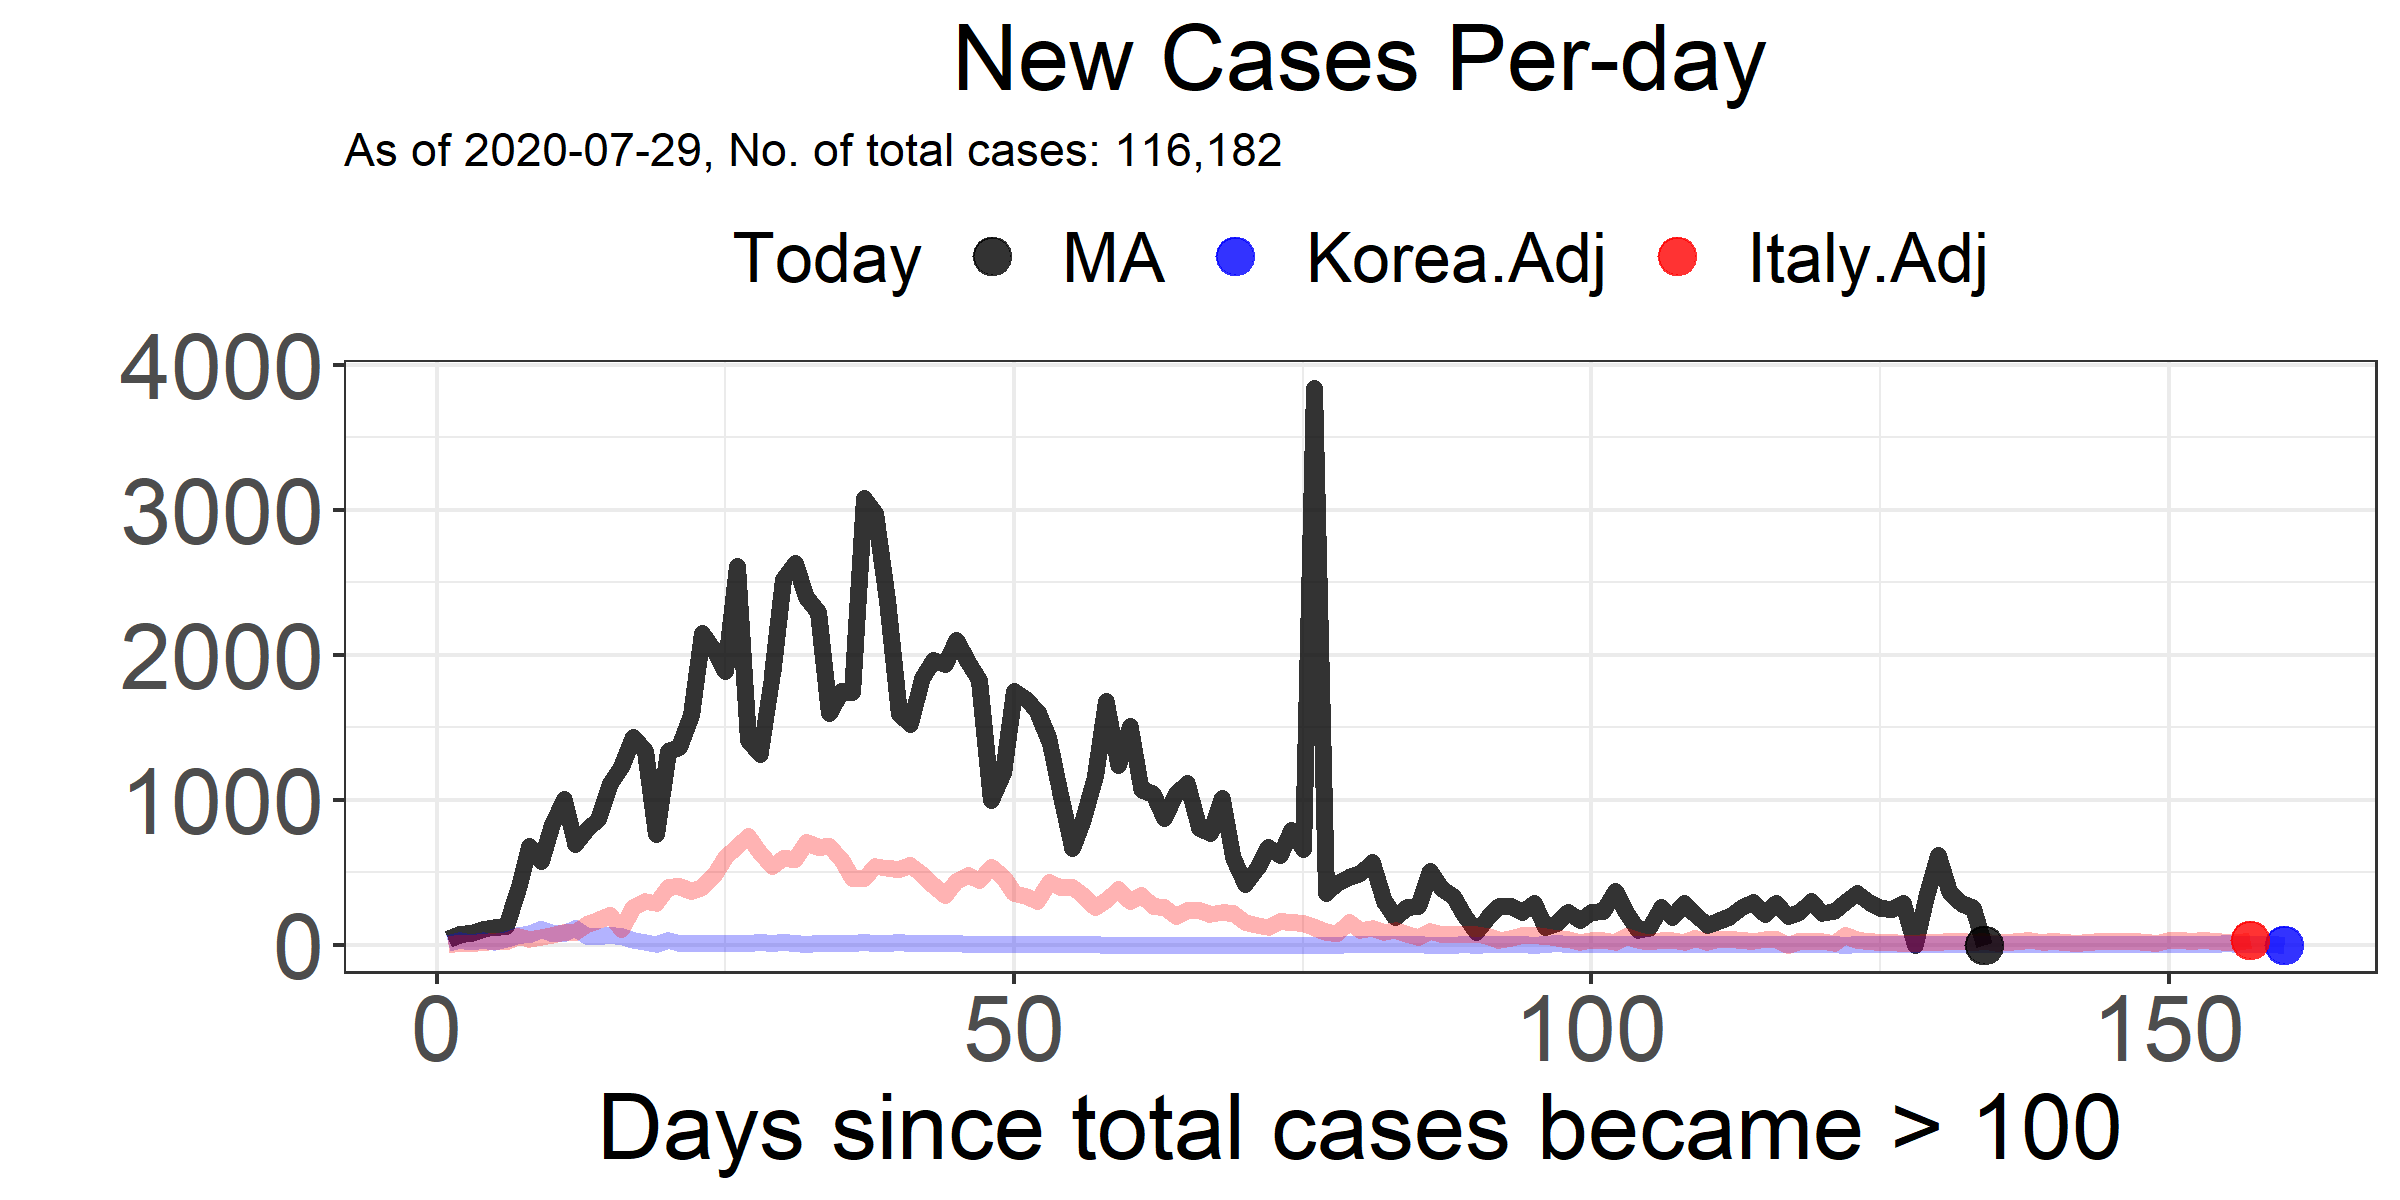 New Cases Per-day
As of 2020-07-29, No. of total cases: 116,182
Today MA Korea.Adj Italy.Adj
4000
3000
2000
1000
0
0 50 100 150
Days since total cases became > 100